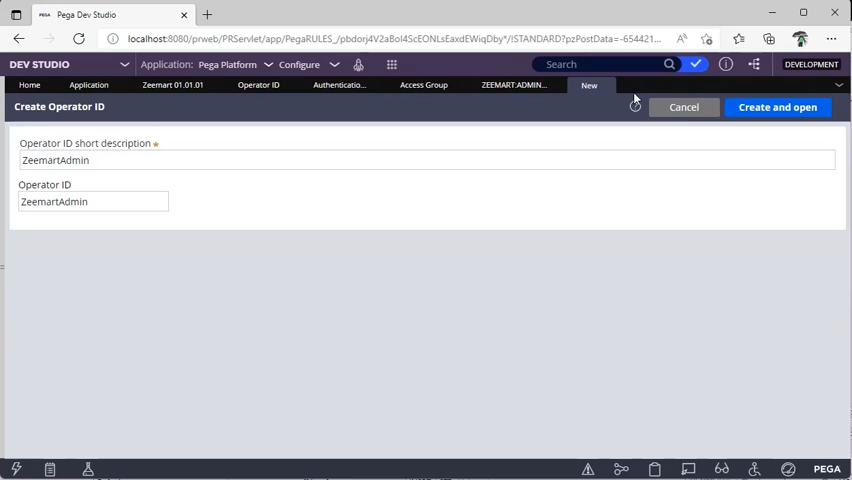 PEGA Pega Dev Studio
localhost:8080/prweb/PRServlet/app/PegaRULES_/pbdorj4V2aBol4ScEONLsEaxdEWiqDby*/!STANDARD?pzPostData=-654421...
DEV STUDIO Application: Pega Platform Configure Search DEVELOPMENT
Home Application Zeemart 01.01.01 Operator ID Authenticatio... Access Group ZEEMART:ADMIN... New
Create Operator ID Cancel Create and open
Operator ID short description
ZeemartAdmin
Operator ID
ZeemartAdmin
PEGA